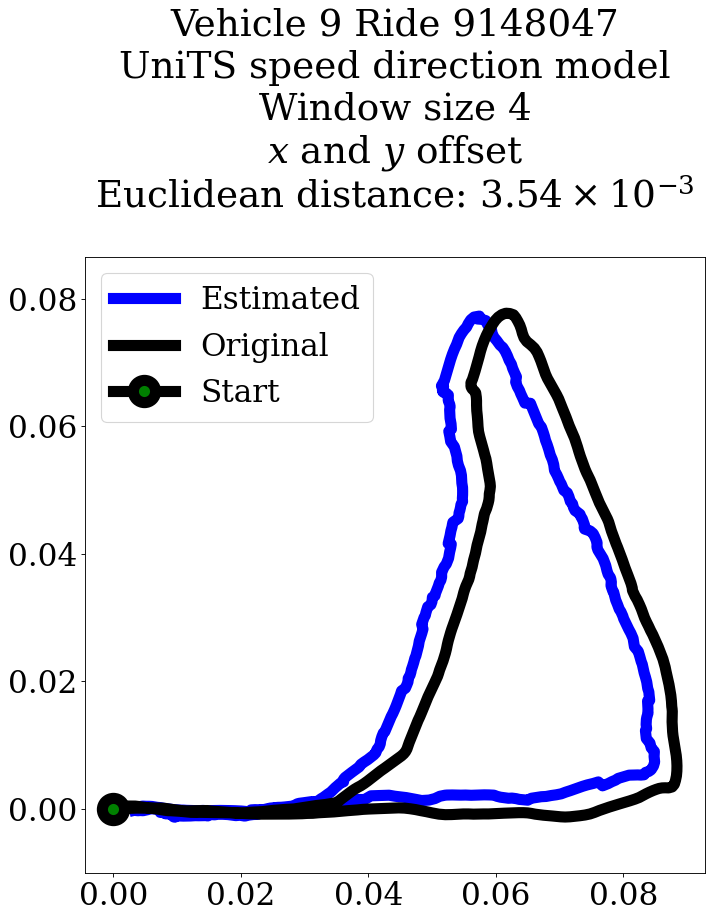 Vehicle 9 Ride 9148047
UniTS speed direction model
Window size 4
x and y offset
Euclidean distance: 3.54 × 10⁻³
Estimated
Original
Start
0.08
0.06
0.04
0.02
0.00
0.00 0.02 0.04 0.06 0.08